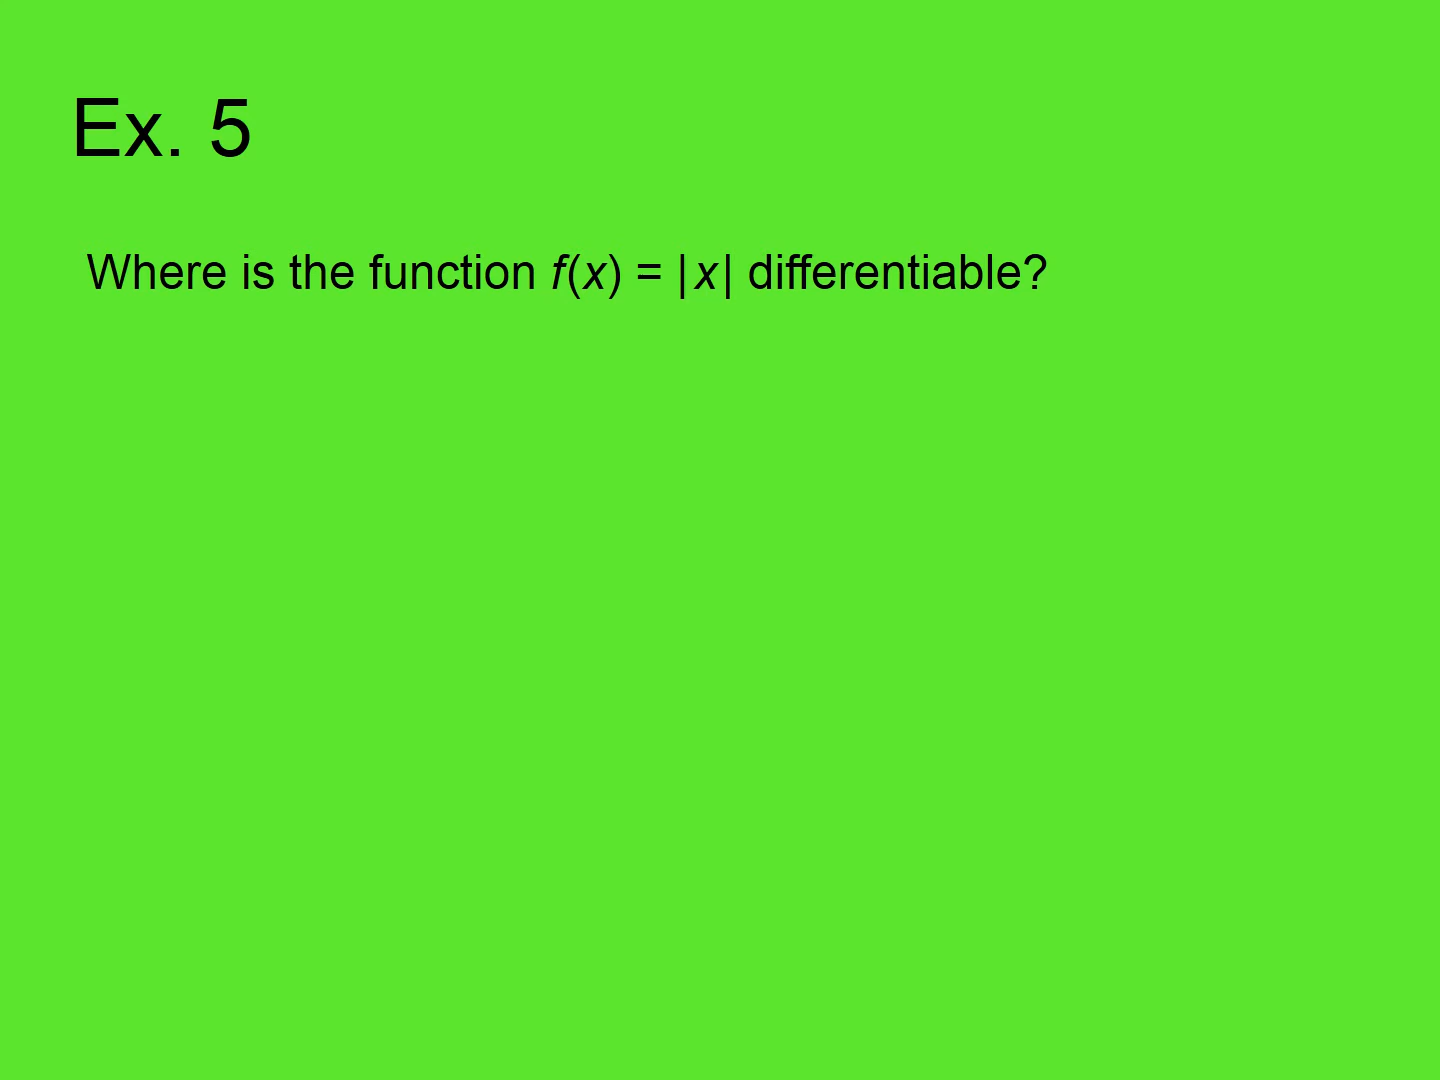 Ex. 5
Where is the function f(x) = |x| differentiable?